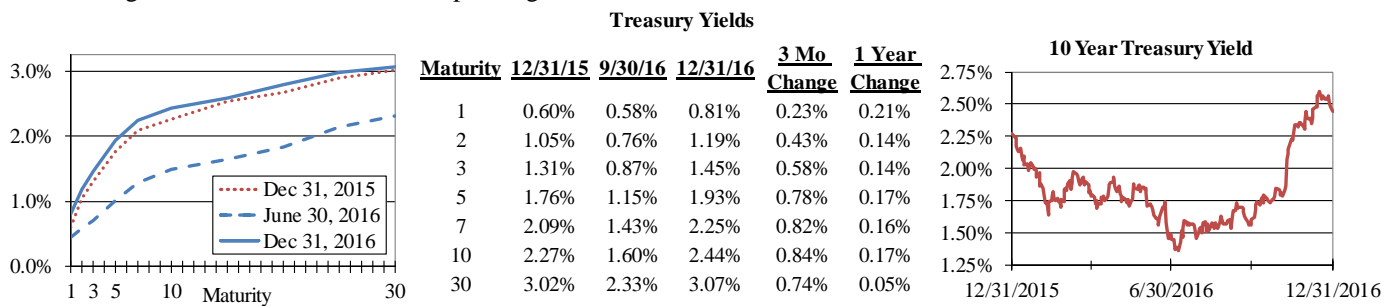 Treasury Yields
3.0%
2.0%
1.0%
0.0%
1 3 5 10 30
Maturity
Dec 31, 2015
June 30, 2016
Dec 31, 2016
Maturity 12/31/15 9/30/16 12/31/16 3 Mo Change 1 Year Change
1 0.60% 0.58% 0.81% 0.23% 0.21%
2 1.05% 0.76% 1.19% 0.43% 0.14%
3 1.31% 0.87% 1.45% 0.58% 0.14%
5 1.76% 1.15% 1.93% 0.78% 0.17%
7 2.09% 1.43% 2.25% 0.82% 0.16%
10 2.27% 1.60% 2.44% 0.84% 0.17%
30 3.02% 2.33% 3.07% 0.74% 0.05%
10 Year Treasury Yield
2.75%
2.50%
2.25%
2.00%
1.75%
1.50%
1.25%
12/31/2015 6/30/2016 12/31/2016